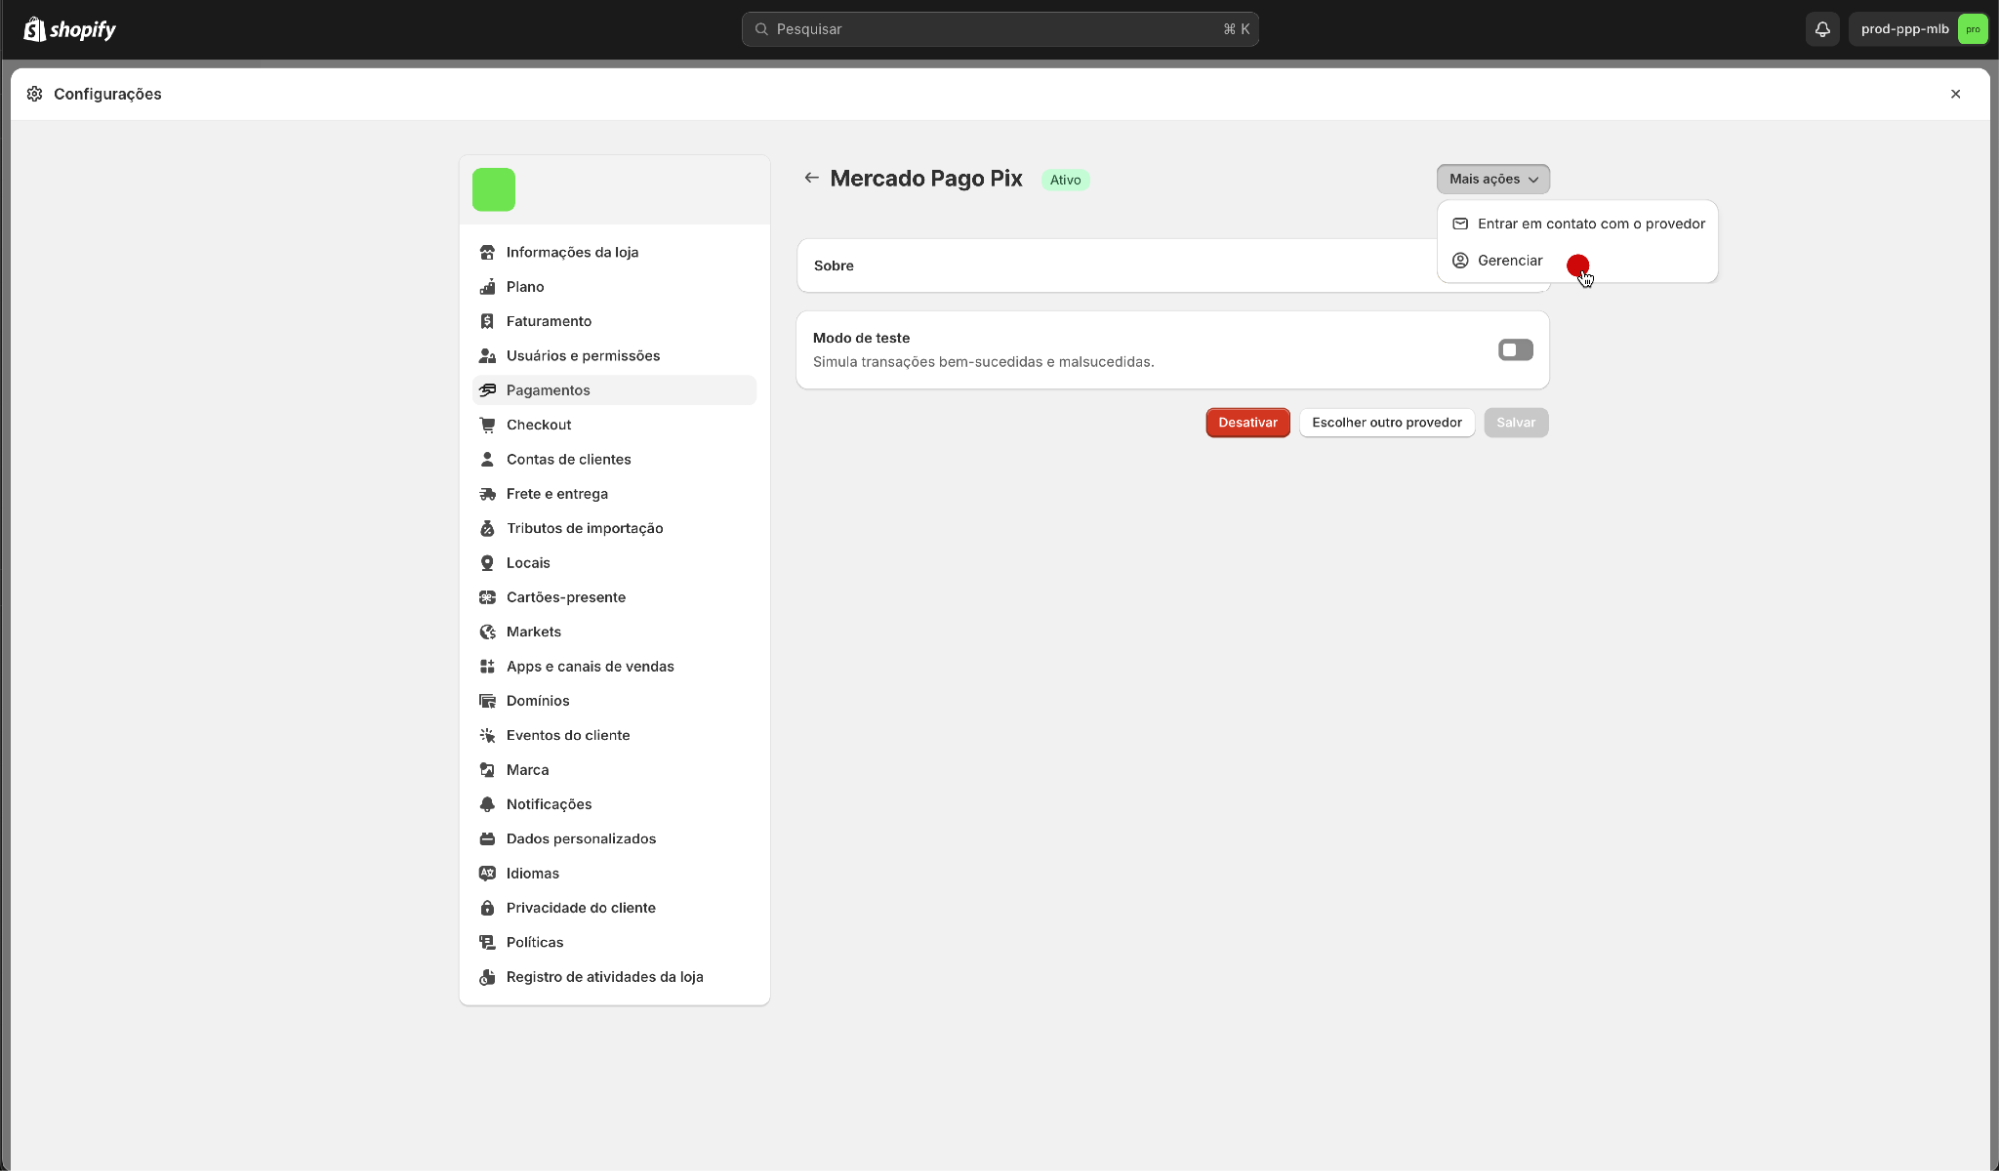 shopify
Pesquisar
⌘ K
prod-ppp-mlb
pro
Configurações
Informações da loja
Plano
Faturamento
Usuários e permissões
Pagamentos
Checkout
Contas de clientes
Frete e entrega
Tributos de importação
Locais
Cartões-presente
Markets
Apps e canais de vendas
Domínios
Eventos do cliente
Marca
Notificações
Dados personalizados
Idiomas
Privacidade do cliente
Políticas
Registro de atividades da loja
Mercado Pago Pix
Ativo
Mais ações
Entrar em contato com o provedor
Gerenciar
Sobre
Modo de teste
Simula transações bem-sucedidas e malsucedidas.
Desativar
Escolher outro provedor
Salvar